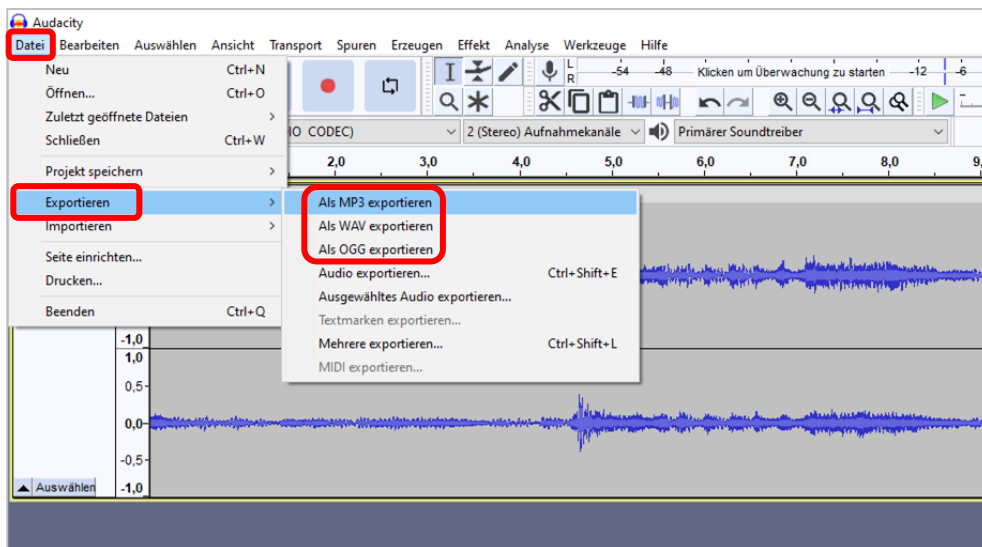 Audacity
Datei Bearbeiten Auswählen Ansicht Transport Spuren Erzeugen Effekt Analyse Werkzeuge Hilfe
Neu Ctrl+N
Öffnen... Ctrl+O
Zuletzt geöffnete Dateien >
Schließen Ctrl+W
Projekt speichern >
Exportieren >
Importieren >
Seite einrichten...
Drucken...
Beenden Ctrl+Q
L
R
-54 -48 Klicken um Überwachung zu starten -12 -6
CODEC) 2 (Stereo) Aufnahmekanäle Primärer Soundtreiber
2,0 3,0 4,0 5,0 6,0 7,0 8,0 9,
Als MP3 exportieren
Als WAV exportieren
Als OGG exportieren
Audio exportieren... Ctrl+Shift+E
Ausgewähltes Audio exportieren...
Textmarken exportieren...
Mehrere exportieren... Ctrl+Shift+L
MIDI exportieren...
-1,0
1,0
0,5-
0,0-
-0,5-
-1,0
Auswählen